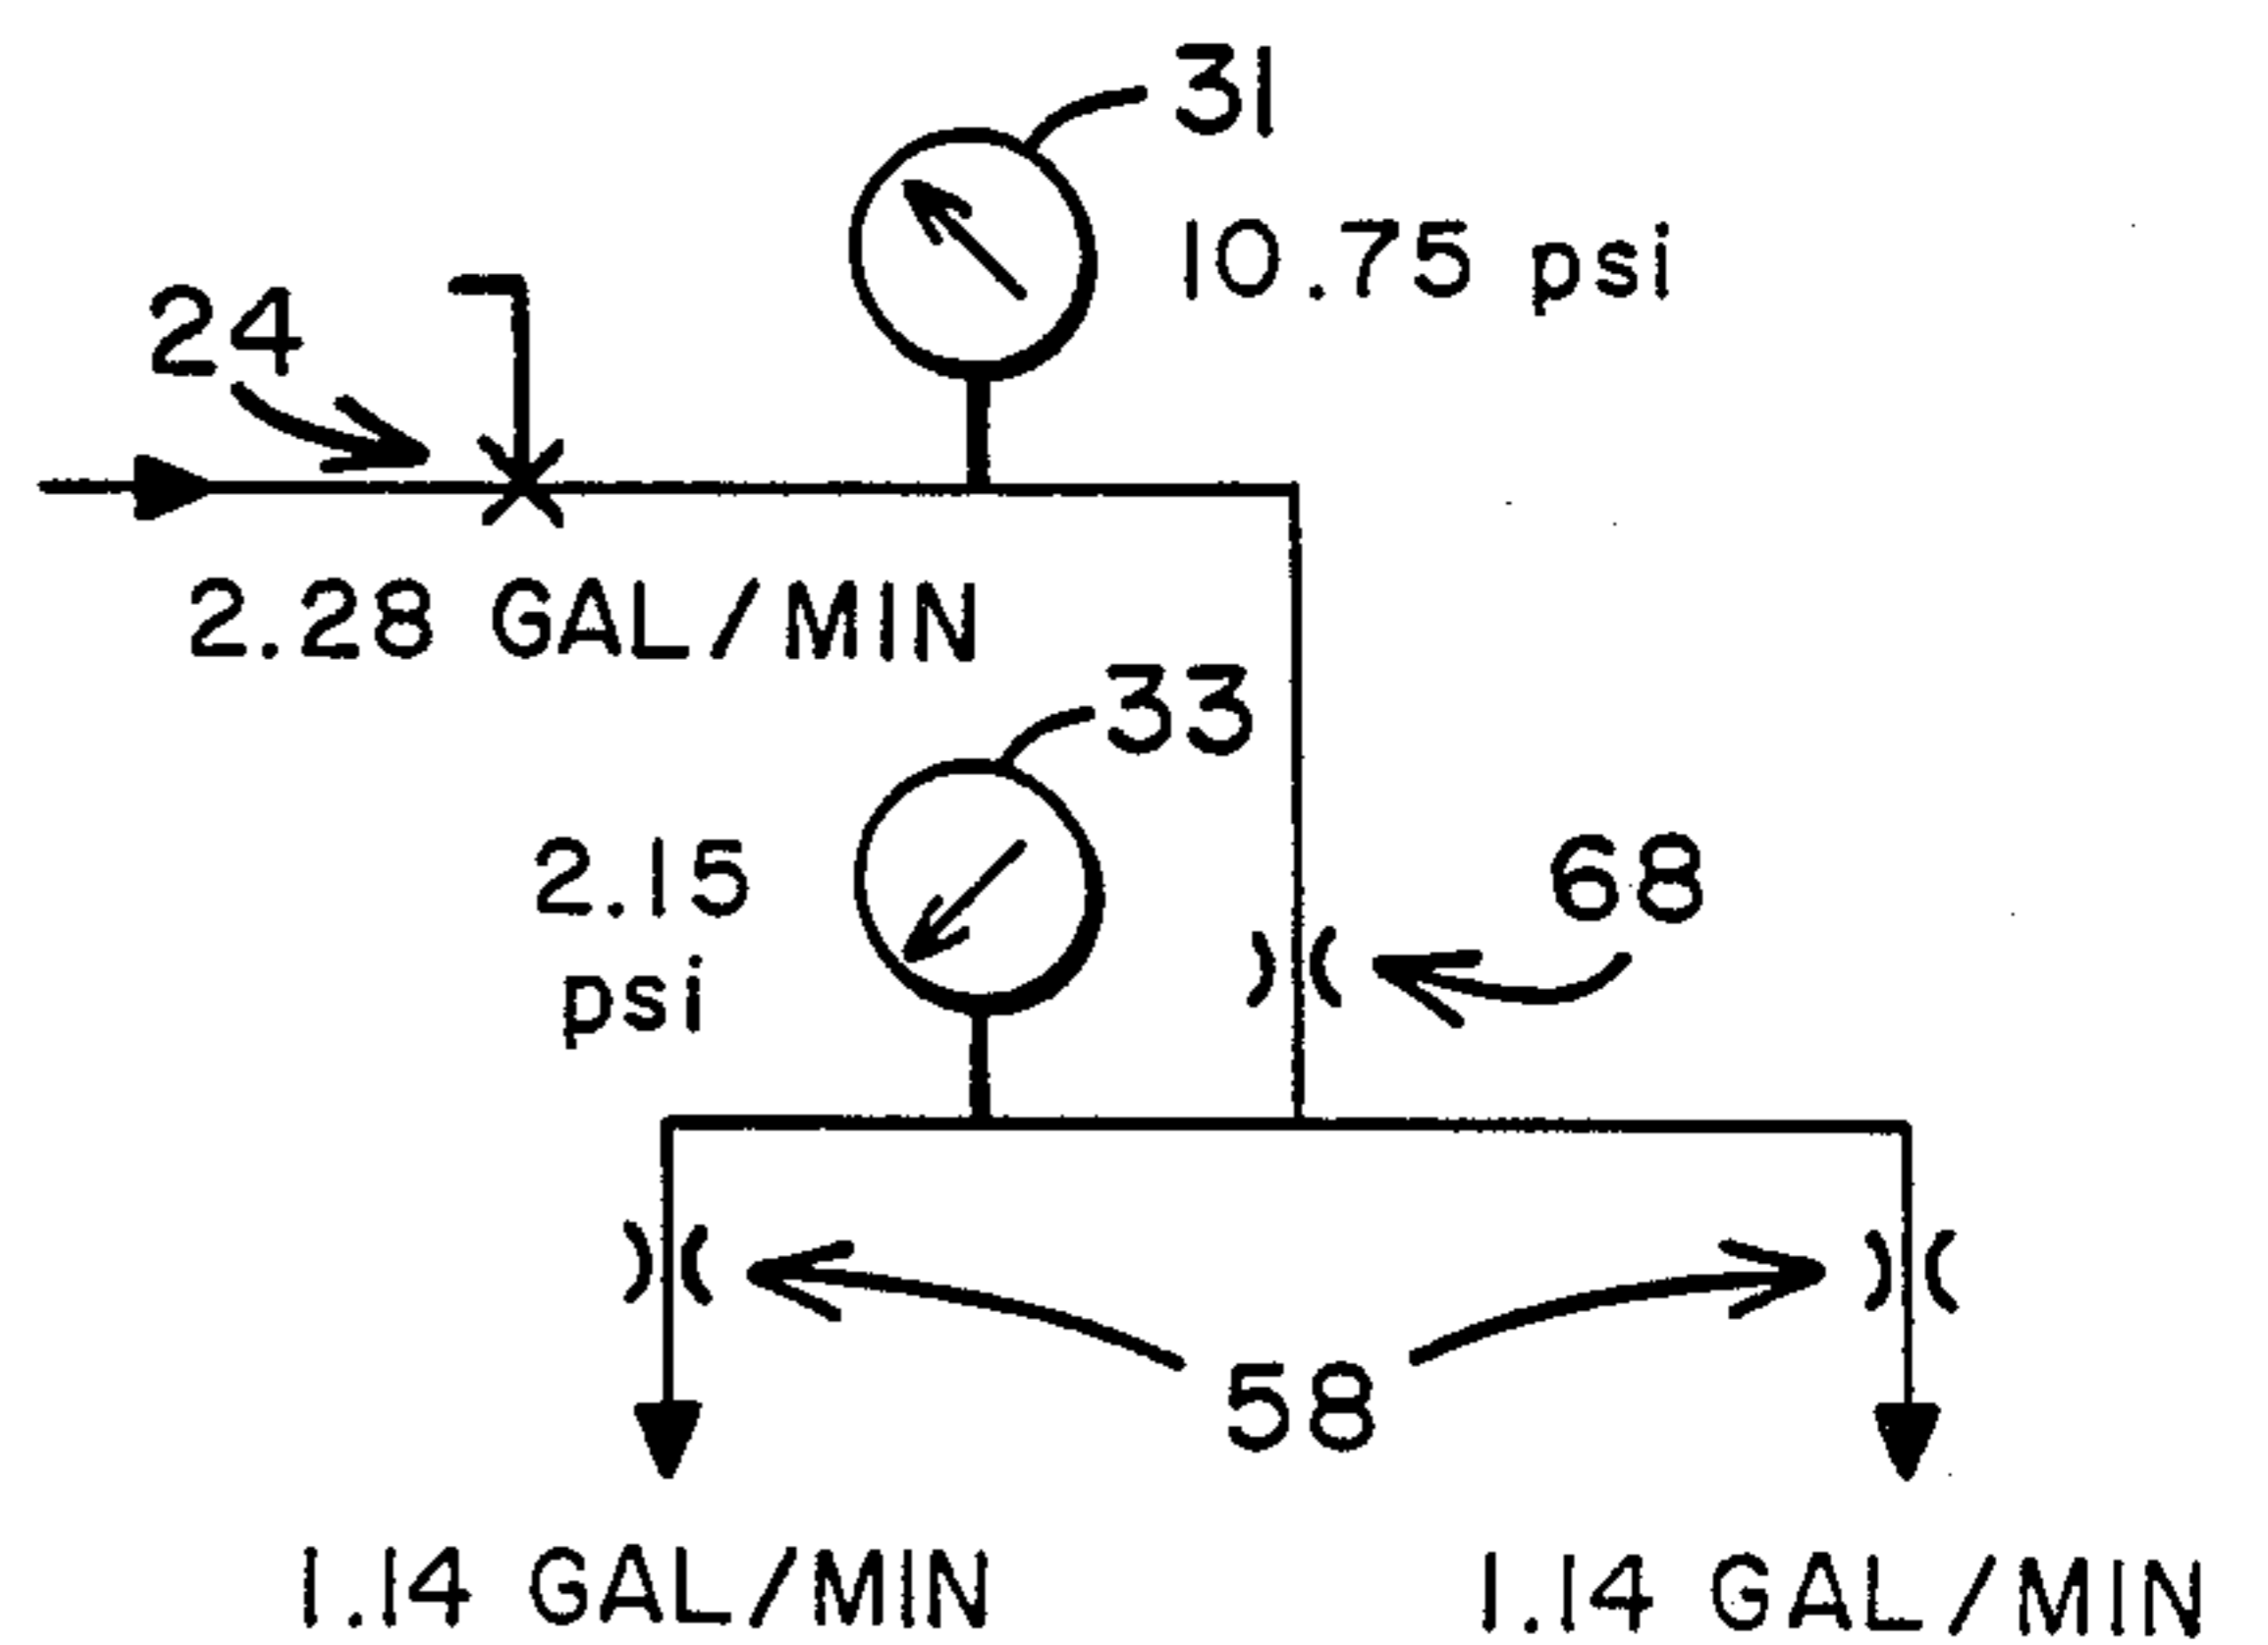 31
10.75 psi
24
2.28 GAL/MIN
33
2.15
psi
68
58
1.14 GAL/MIN
1.14 GAL/MIN